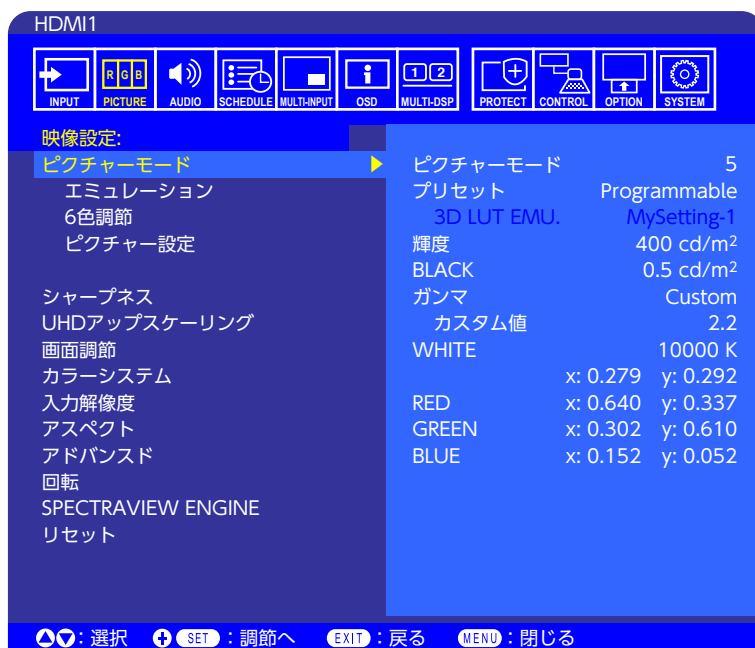 HDMI1
R G B
1 2
INPUT PICTURE AUDIO SCHEDULE MULTI-INPUT OSD MULTI-DSP PROTECT CONTROL OPTION SYSTEM
映像設定:
ピクチャーモード
エミュレーション
6色調節
ピクチャー設定
シャープネス
UHDアップスケーリング
画面調節
カラーシステム
入力解像度
アスペクト
アドバンスド
回転
SPECTRAVIEW ENGINE
リセット
ピクチャーモード 5
プリセット Programmable
3D LUT EMU. MySetting-1
輝度 400 cd/m²
BLACK 0.5 cd/m²
ガンマ Custom
カスタム値 2.2
WHITE 10000 K
x: 0.279 y: 0.292
RED x: 0.640 y: 0.337
GREEN x: 0.302 y: 0.610
BLUE x: 0.152 y: 0.052
:選択 SET:調節へ EXIT:戻る MENU:閉じる